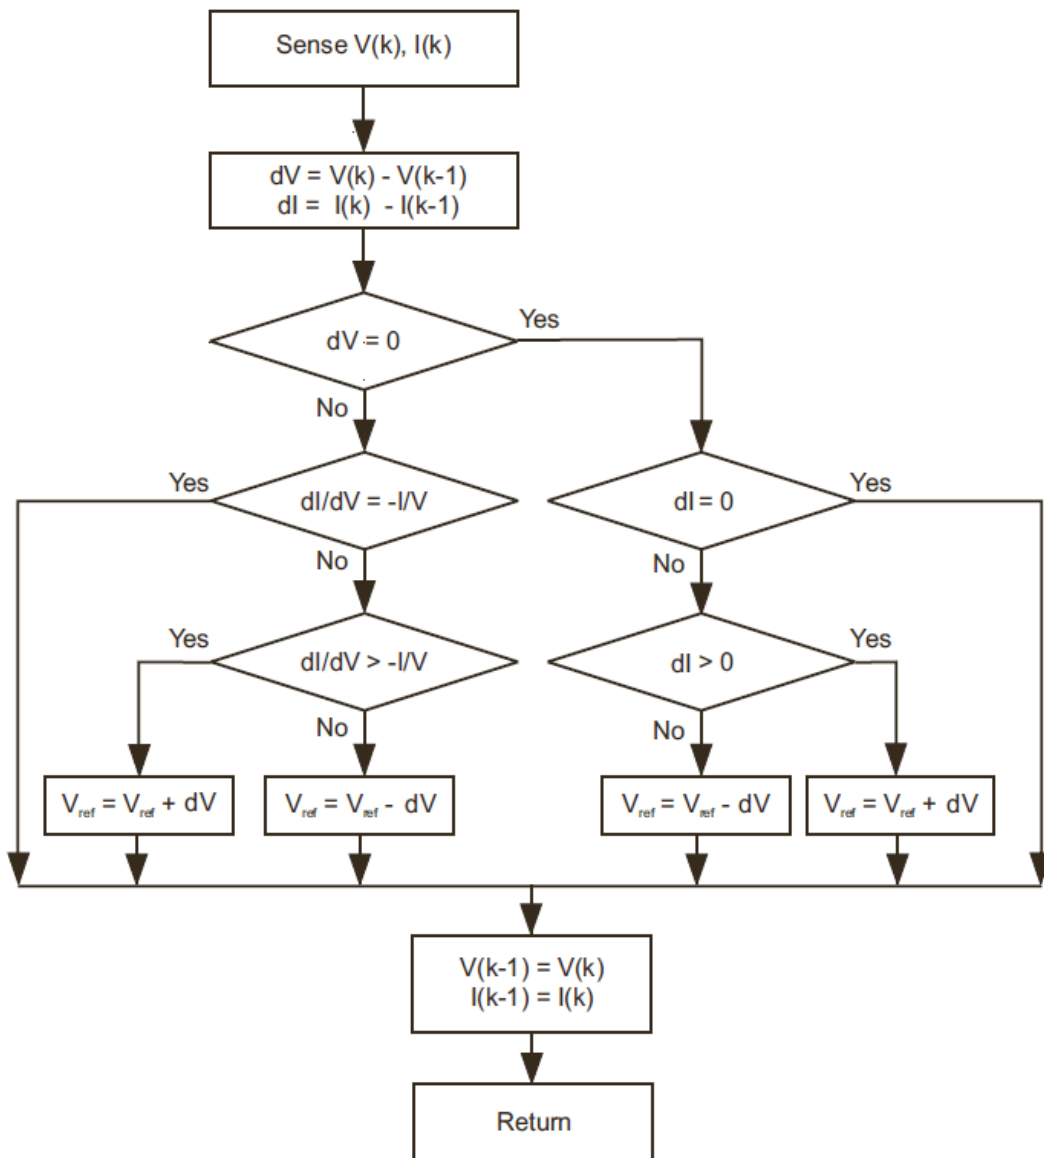 Sense V(k), I(k)
dV = V(k) - V(k-1)
dI = I(k) - I(k-1)
dV = 0
Yes
No
Yes
dI/dV = -I/V
dI = 0
Yes
No
No
Yes
dI/dV > -I/V
dI > 0
Yes
No
No
Vref = Vref + dV
Vref = Vref - dV
Vref = Vref - dV
Vref = Vref + dV
V(k-1) = V(k)
I(k-1) = I(k)
Return